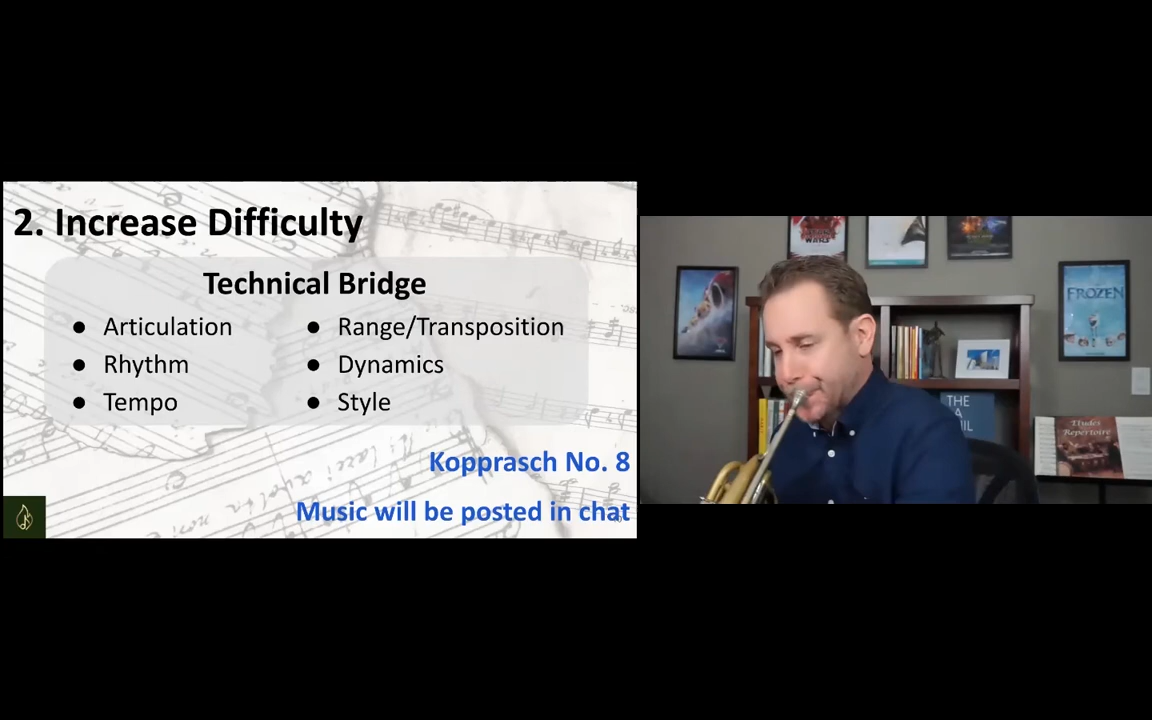 2. Increase Difficulty
Technical Bridge
● Articulation
● Rhythm
● Tempo
● Range/Transposition
● Dynamics
● Style
Kopprasch No. 8
Music will be posted in chat
WARS
FROZEN
THE
Etudes
Repertoire